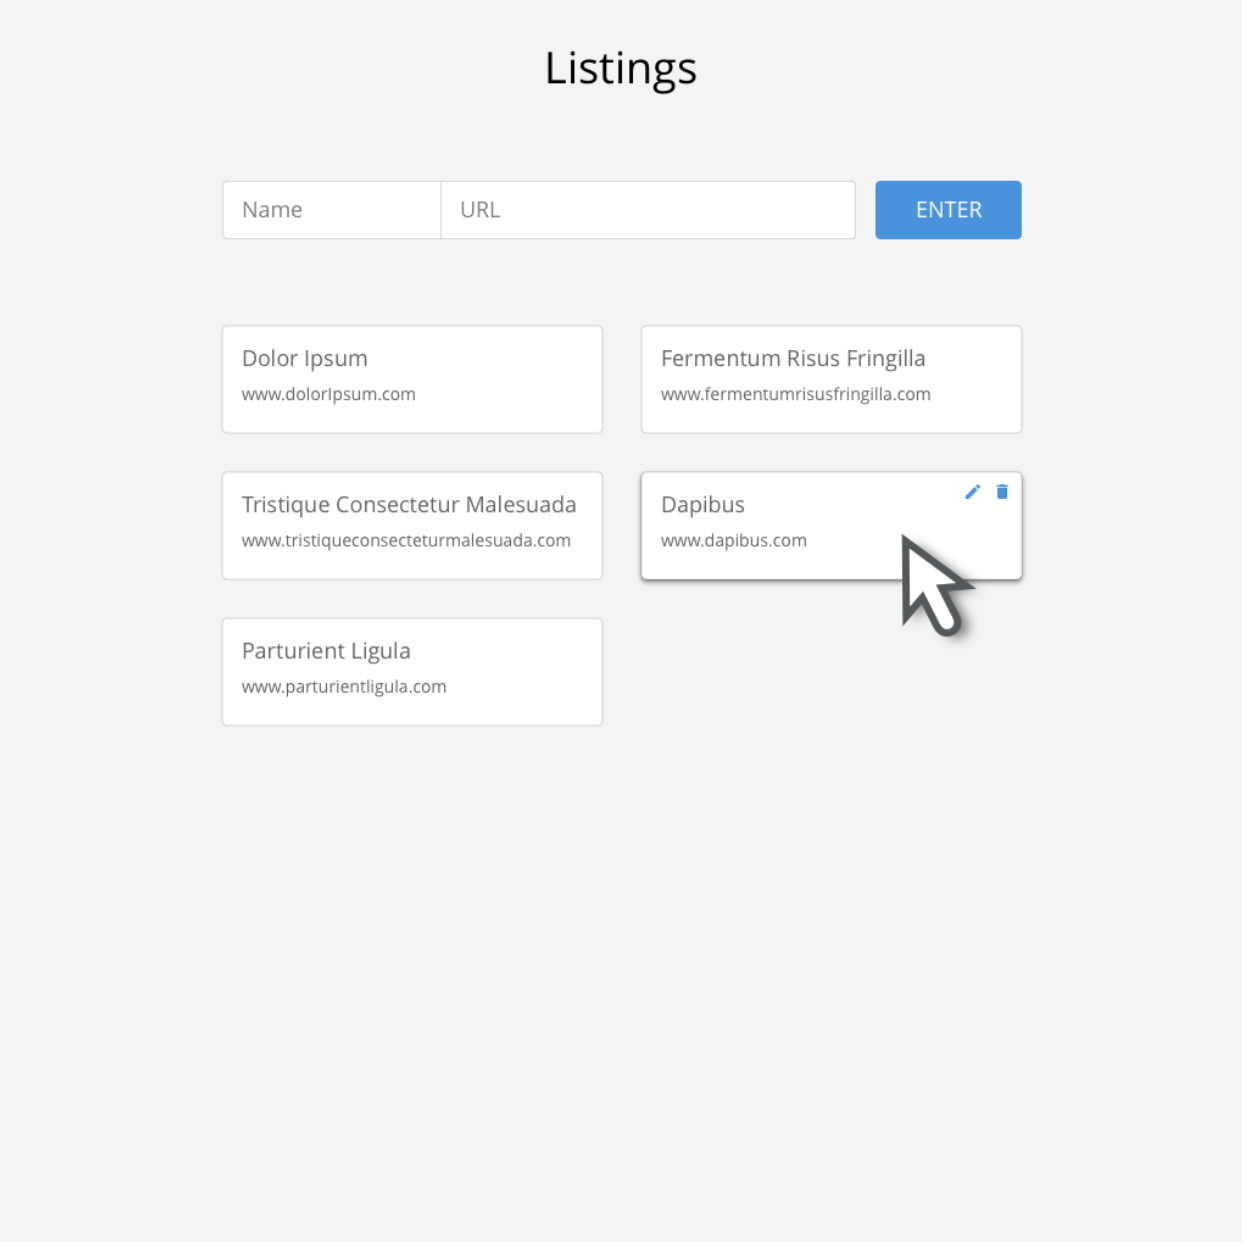 Listings
Name
URL
ENTER
Dolor Ipsum
www.dolorIpsum.com
Fermentum Risus Fringilla
www.fermentumrisusfringilla.com
Tristique Consectetur Malesuada
www.tristiqueconsecteturmalesuada.com
Dapibus
www.dapibus.com
Parturient Ligula
www.parturientligula.com